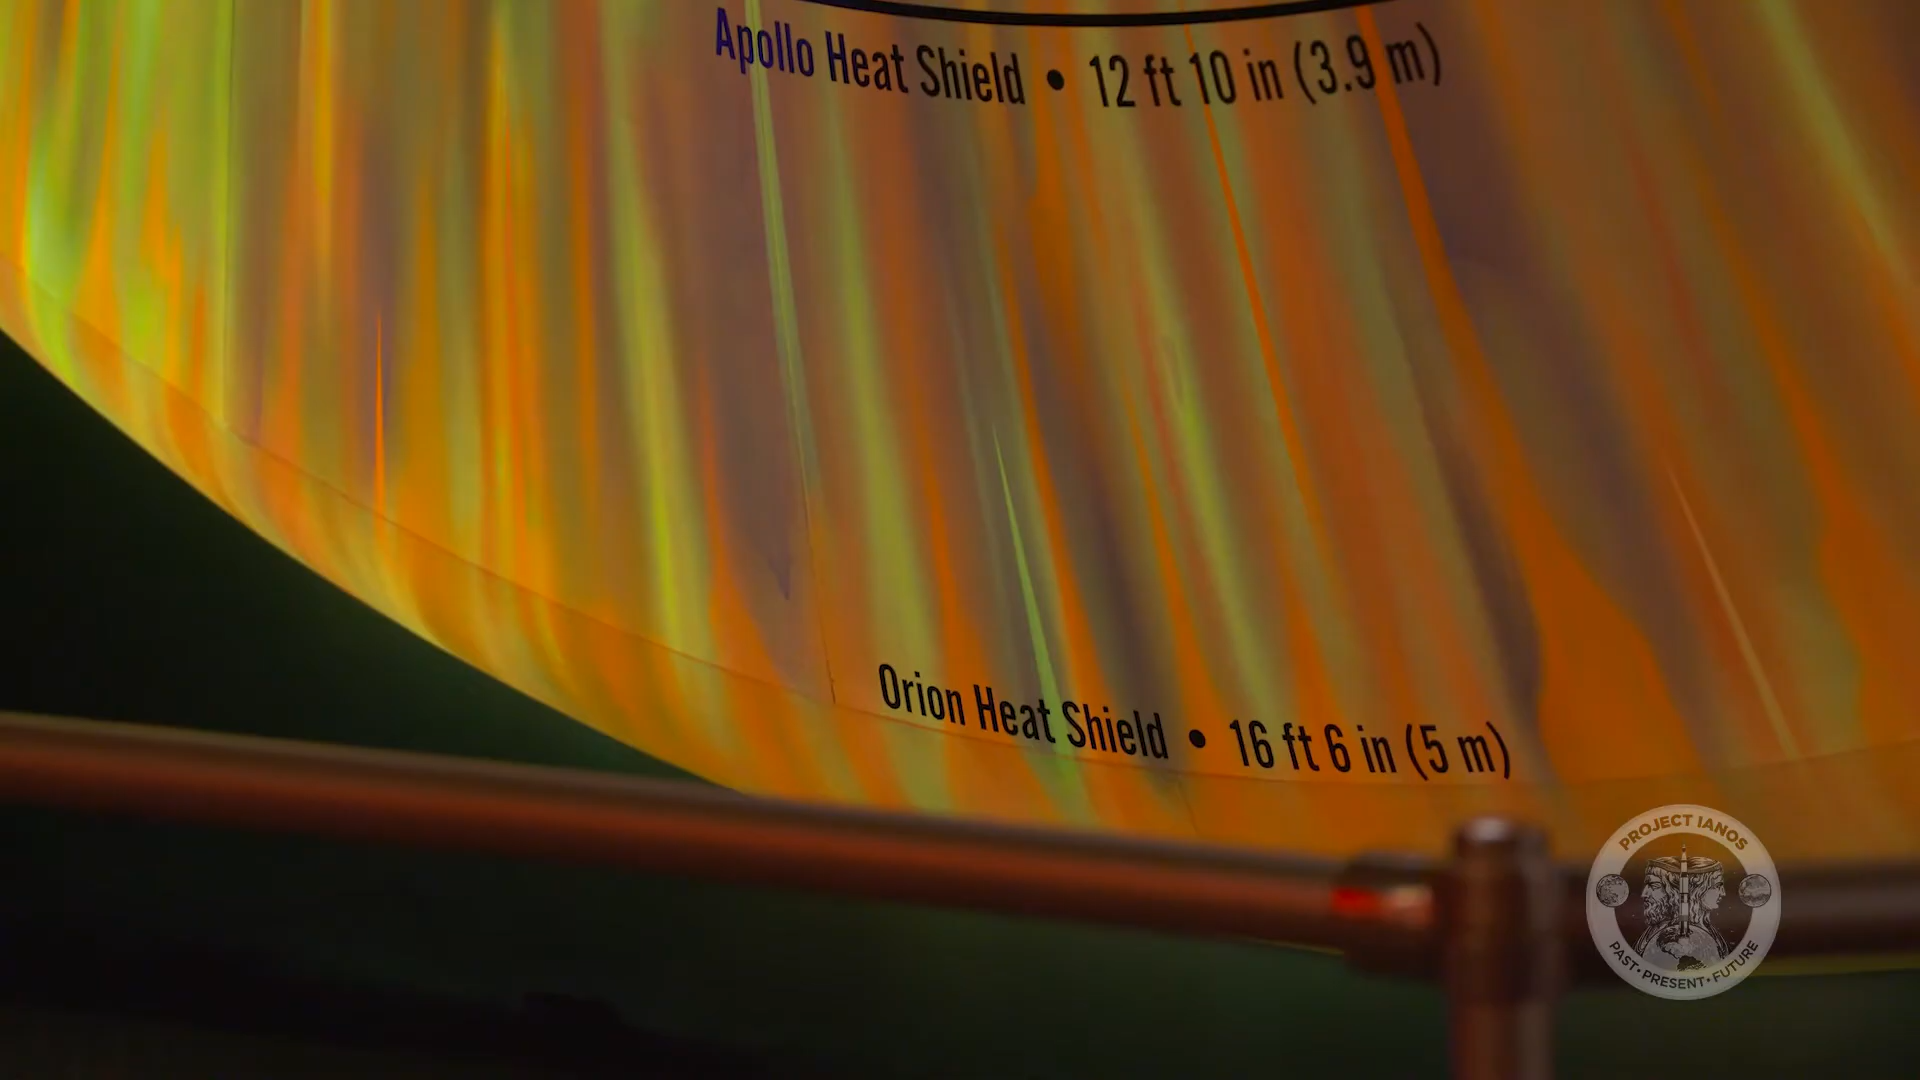 Apollo Heat Shield • 12 ft 10 in (3.9 m)
Orion Heat Shield • 16 ft 6 in (5 m)
PROJECT IANOS
PAST • PRESENT • FUTURE